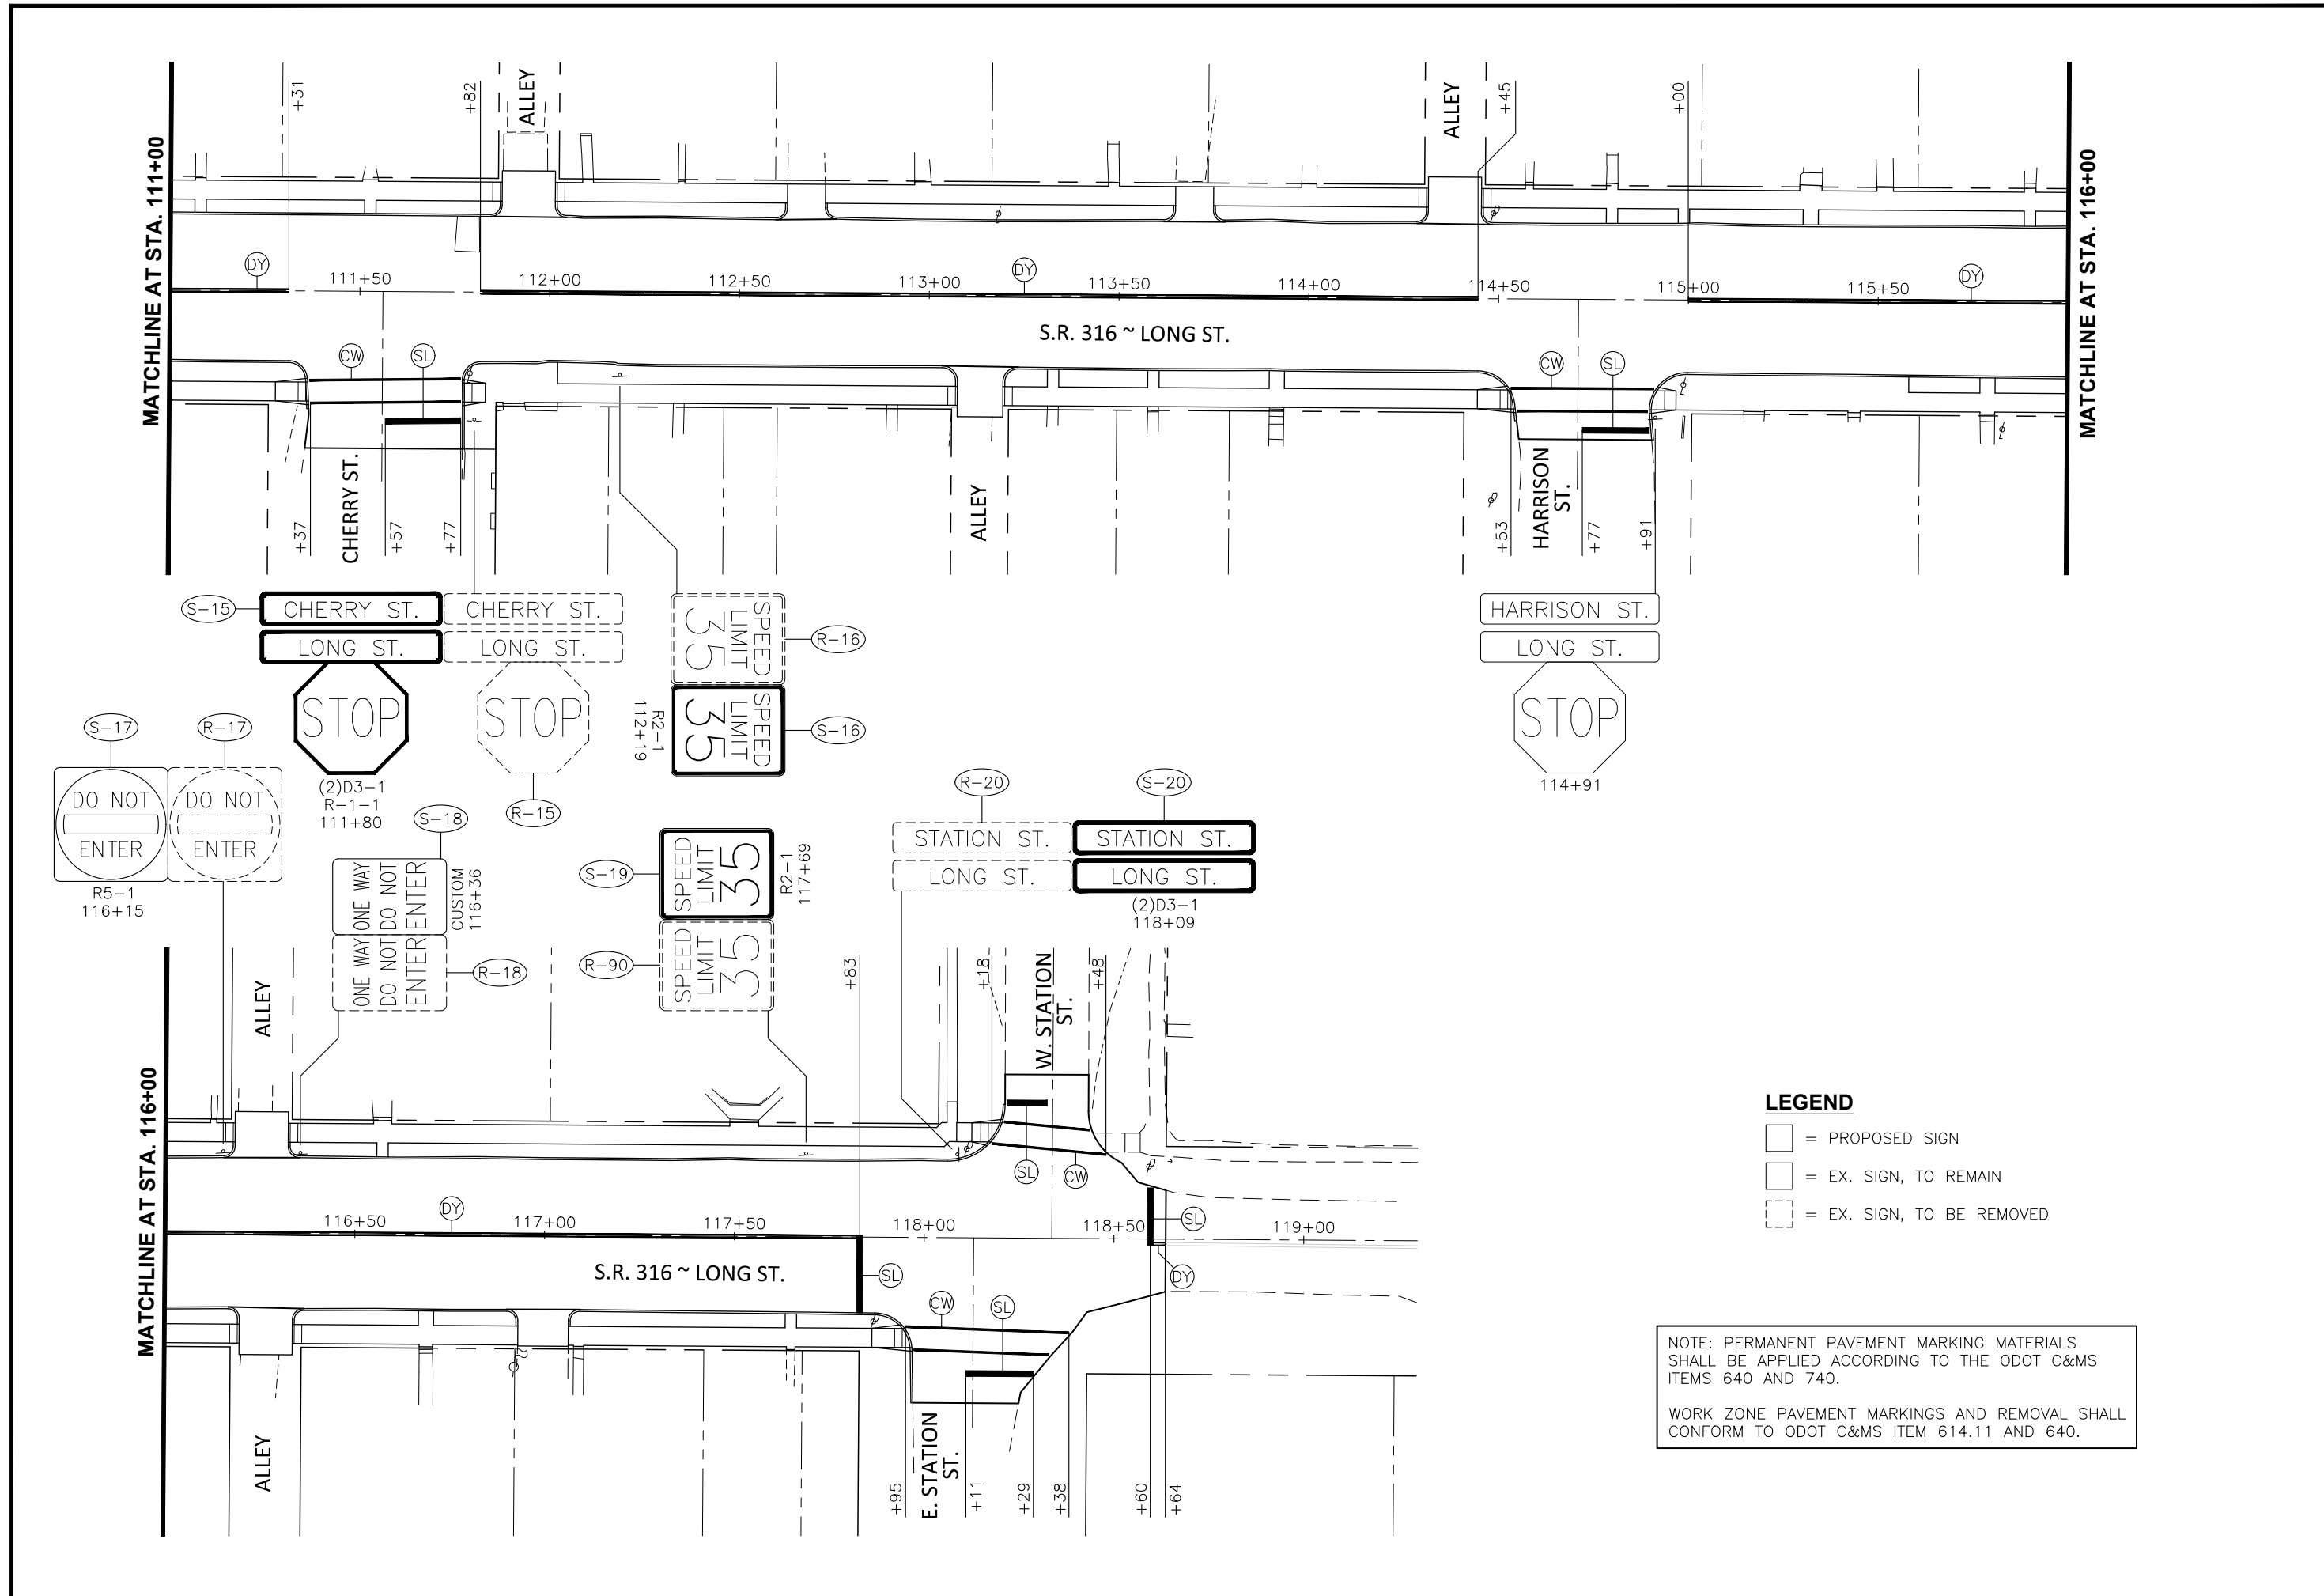 MATCHLINE AT STA. 111+00
+31
+82
ALLEY
ALLEY
+45
+00
MATCHLINE AT STA. 116+00
DY
111+50
112+00
112+50
113+00
DY
113+50
114+00
114+50
115+00
115+50
DY
S.R. 316 ~ LONG ST.
CW
SL
CW
SL
+37
CHERRY ST.
+57
+77
ALLEY
+53
HARRISON
ST.
+77
+91
S-15
CHERRY ST.
LONG ST.
STOP
(2)D3-1
R-1-1
111+80
CHERRY ST.
LONG ST.
STOP
R-15
SPEED
LIMIT
35
R-16
SPEED
LIMIT
35
R2-1
112+19
S-16
HARRISON ST.
LONG ST.
STOP
114+91
S-17
DO NOT
ENTER
R5-1
116+15
R-17
DO NOT
ENTER
S-18
ONE WAY
DO NOT
ENTER
CUSTOM
116+36
ONE WAY
DO NOT
ENTER
R-18
S-19
SPEED
LIMIT
35
R2-1
117+69
R-90
SPEED
LIMIT
35
R-20
STATION ST.
LONG ST.
S-20
STATION ST.
LONG ST.
(2)D3-1
118+09
MATCHLINE AT STA. 116+00
ALLEY
+83
+18
W. STATION
ST.
+48
SL
CW
DY
116+50
117+00
117+50
118+00
118+50
SL
119+00
S.R. 316 ~ LONG ST.
SL
DY
CW
SL
ALLEY
+95
E. STATION
ST.
+11
+29
+38
+60
+64
LEGEND
= PROPOSED SIGN
= EX. SIGN, TO REMAIN
= EX. SIGN, TO BE REMOVED
NOTE: PERMANENT PAVEMENT MARKING MATERIALS
SHALL BE APPLIED ACCORDING TO THE ODOT C&MS
ITEMS 640 AND 740.
WORK ZONE PAVEMENT MARKINGS AND REMOVAL SHALL
CONFORM TO ODOT C&MS ITEM 614.11 AND 640.